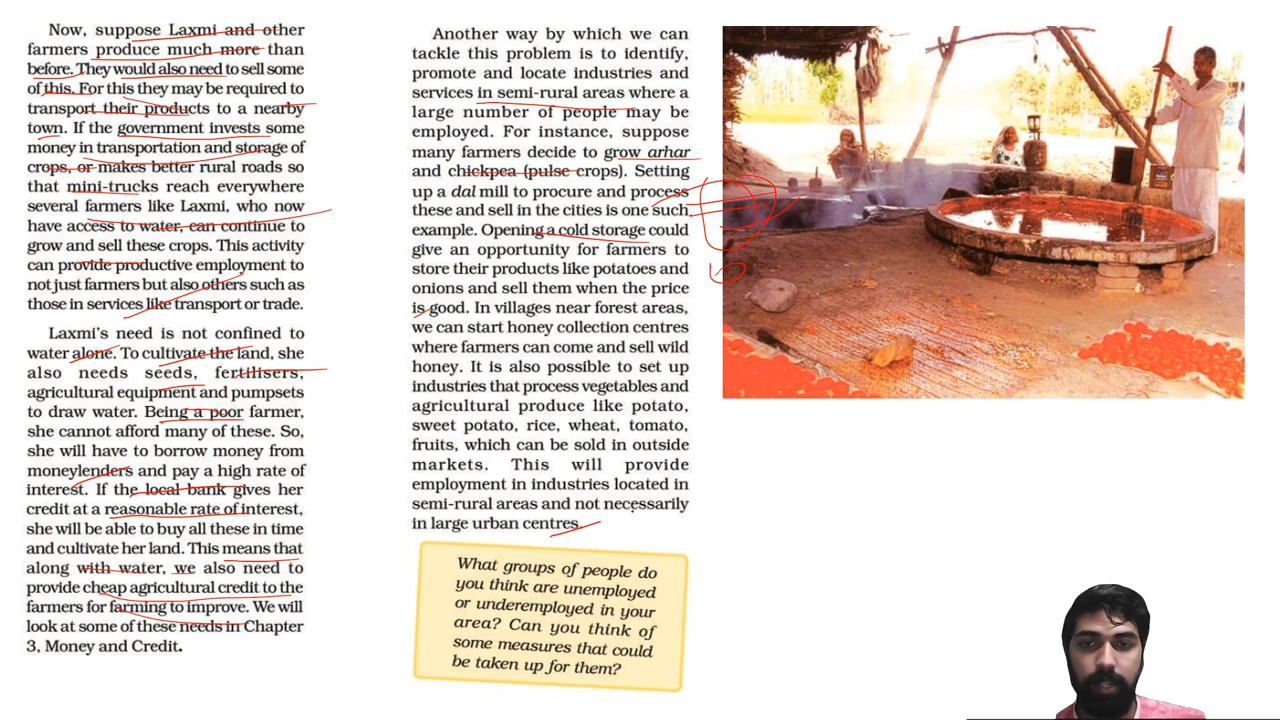 Now, suppose Laxmi and other
farmers produce much more than
before. They would also need to sell some
of this. For this they may be required to
transport their products to a nearby
town. If the government invests some
money in transportation and storage of
crops, or makes better rural roads so
that mini-trucks reach everywhere
several farmers like Laxmi, who now
have access to water, can continue to
grow and sell these crops. This activity
can provide productive employment to
not just farmers but also others such as
those in services like transport or trade.
Laxmi's need is not confined to
water alone. To cultivate the land, she
also needs seeds, fertilisers,
agricultural equipment and pumpsets
to draw water. Being a poor farmer,
she cannot afford many of these. So,
she will have to borrow money from
moneylenders and pay a high rate of
interest. If the local bank gives her
credit at a reasonable rate of interest,
she will be able to buy all these in time
and cultivate her land. This means that
along with water, we also need to
provide cheap agricultural credit to the
farmers for farming to improve. We will
look at some of these needs in Chapter
3, Money and Credit.
Another way by which we can
tackle this problem is to identify,
promote and locate industries and
services in semi-rural areas where a
large number of people may be
employed. For instance, suppose
many farmers decide to grow arhar
and chickpea (pulse crops). Setting
up a dal mill to procure and process
these and sell in the cities is one such
example. Opening a cold storage could
give an opportunity for farmers to
store their products like potatoes and
onions and sell them when the price
is good. In villages near forest areas,
we can start honey collection centres
where farmers can come and sell wild
honey. It is also possible to set up
industries that process vegetables and
agricultural produce like potato,
sweet potato, rice, wheat, tomato,
fruits, which can be sold in outside
markets. This will provide
employment in industries located in
semi-rural areas and not necessarily
in large urban centres.
What groups of people do
you think are unemployed
or underemployed in your
area? Can you think of
some measures that could
be taken up for them?